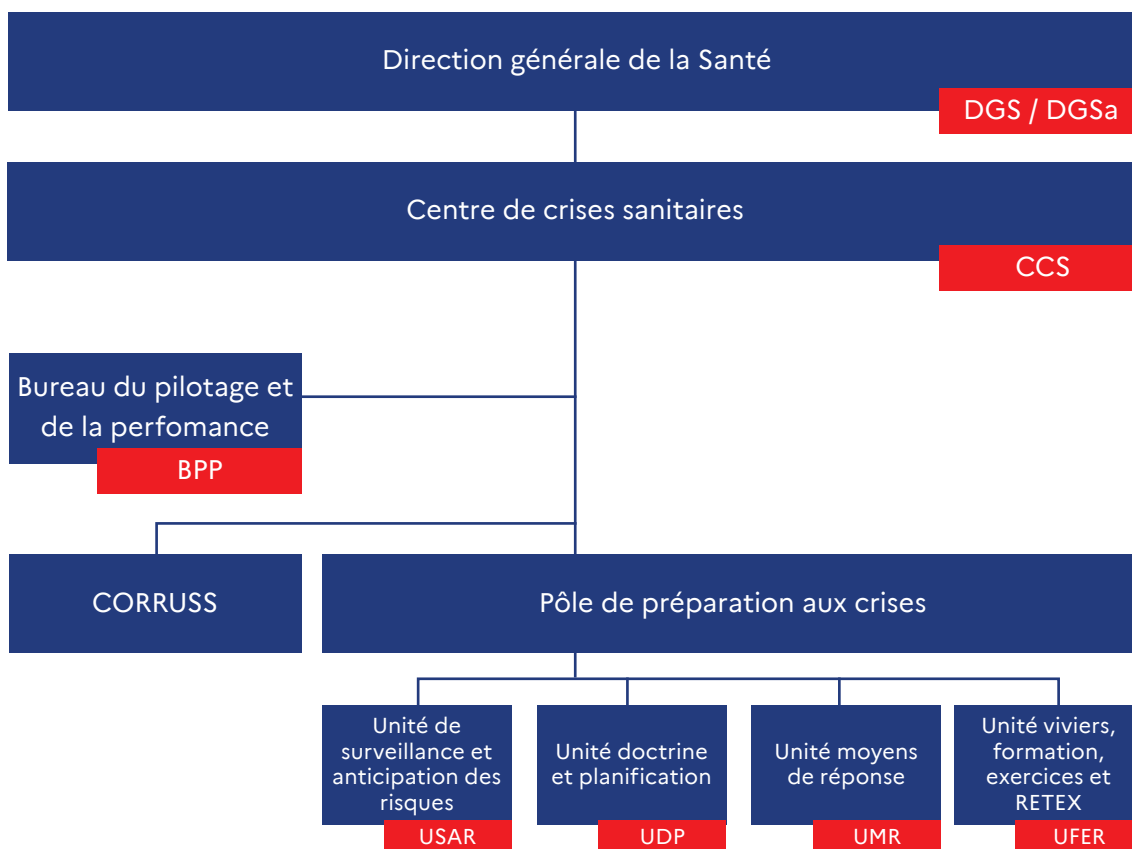 Direction générale de la Santé
DGS / DGSa
Centre de crises sanitaires
CCS
Bureau du pilotage et
de la perfomance
BPP
CORRUSS
Pôle de préparation aux crises
Unité de
surveillance et
anticipation des
risques
USAR
Unité doctrine
et planification
UDP
Unité moyens
de réponse
UMR
Unité viviers,
formation,
exercices et
RETEX
UFER